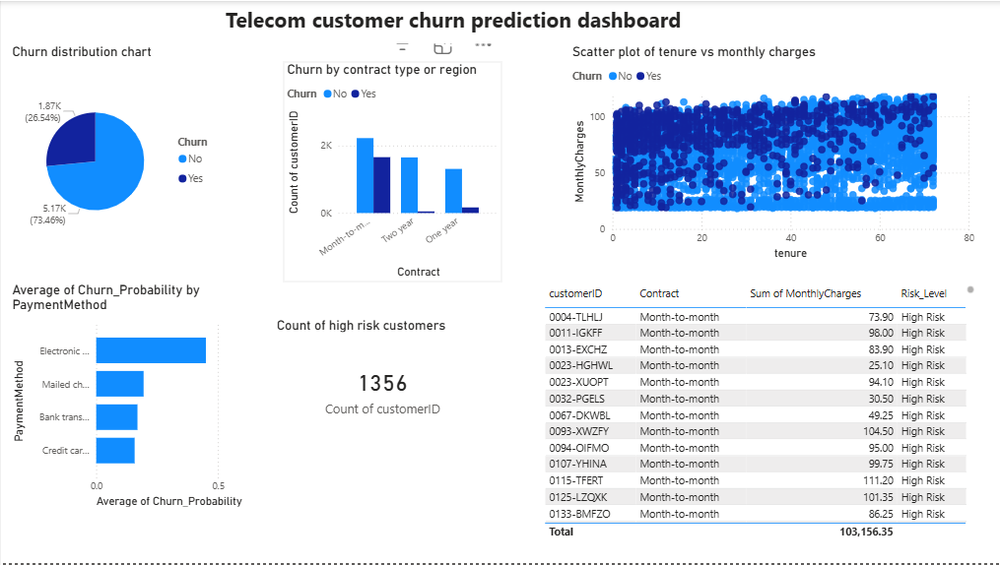 Telecom customer churn prediction dashboard
Churn distribution chart
1.87K
(26.54%)
5.17K
(73.46%)
Churn
No
Yes
Churn by contract type or region
Churn No Yes
Count of customerID
2K
0K
Month-to-m...
Two year
One year
Contract
Scatter plot of tenure vs monthly charges
Churn No Yes
MonthlyCharges
100
50
0
0 20 40 60 80
tenure
Average of Churn_Probability by
PaymentMethod
PaymentMethod
Electronic ...
Mailed ch...
Bank trans...
Credit car...
0.0 0.5
Average of Churn_Probability
Count of high risk customers
1356
Count of customerID
customerID Contract Sum of MonthlyCharges Risk_Level
0004-TLHLJ Month-to-month 73.90 High Risk
0011-IGKFF Month-to-month 98.00 High Risk
0013-EXCHZ Month-to-month 83.90 High Risk
0023-HGHWL Month-to-month 25.10 High Risk
0023-XUOPT Month-to-month 94.10 High Risk
0032-PGELS Month-to-month 30.50 High Risk
0067-DKWBL Month-to-month 49.25 High Risk
0093-XWZFY Month-to-month 104.50 High Risk
0094-OIFMO Month-to-month 95.00 High Risk
0107-YHINA Month-to-month 99.75 High Risk
0115-TFERT Month-to-month 111.20 High Risk
0125-LZQXK Month-to-month 101.35 High Risk
0133-BMFZO Month-to-month 86.25 High Risk
Total 103,156.35